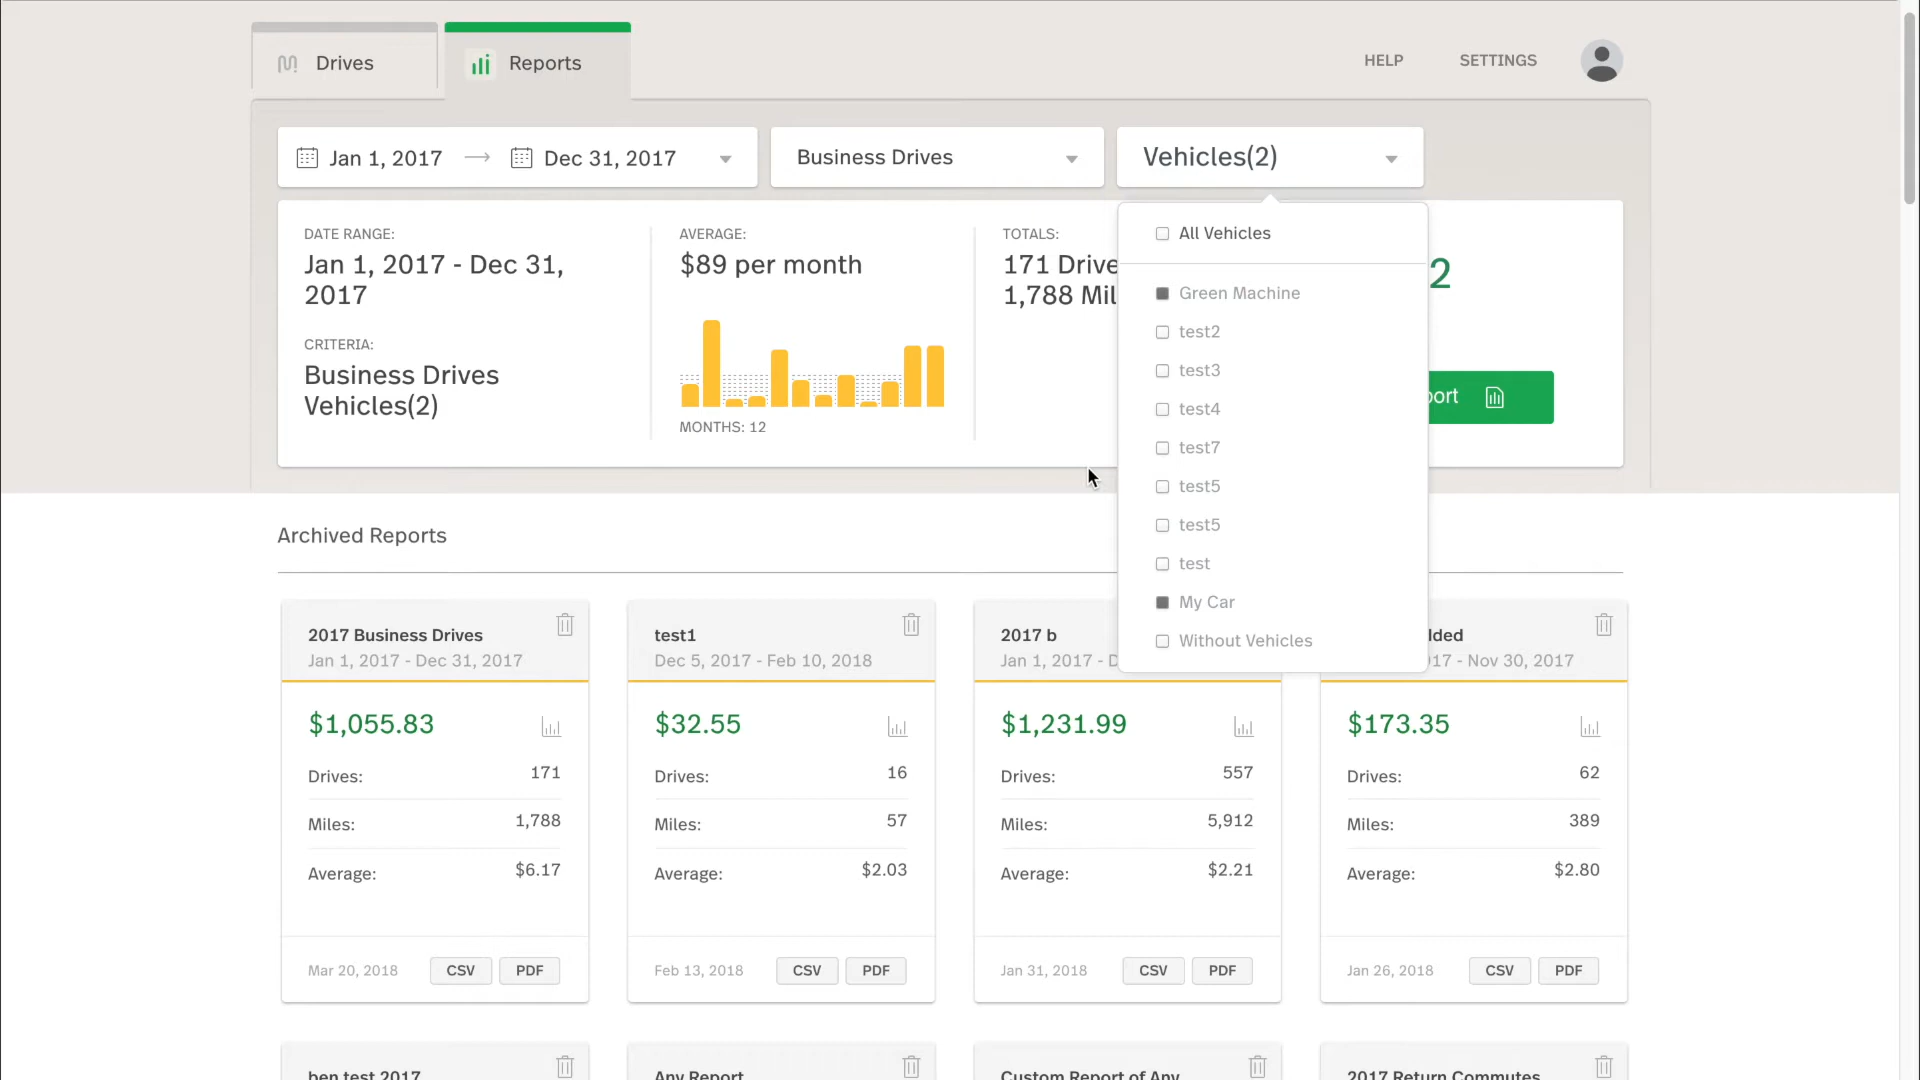 Drives
Reports
HELP
SETTINGS
Jan 1, 2017
Dec 31, 2017
Business Drives
Vehicles(2)
DATE RANGE:
Jan 1, 2017 - Dec 31,
2017
CRITERIA:
Business Drives
Vehicles(2)
AVERAGE:
$89 per month
MONTHS: 12
TOTALS:
171 Drive
1,788 Mil
2
port
All Vehicles
Green Machine
test2
test3
test4
test7
test5
test5
test
My Car
Without Vehicles
Archived Reports
2017 Business Drives
Jan 1, 2017 - Dec 31, 2017
$1,055.83
Drives: 171
Miles: 1,788
Average: $6.17
Mar 20, 2018 CSV PDF
test1
Dec 5, 2017 - Feb 10, 2018
$32.55
Drives: 16
Miles: 57
Average: $2.03
Feb 13, 2018 CSV PDF
2017 b
Jan 1, 2017 - D
$1,231.99
Drives: 557
Miles: 5,912
Average: $2.21
Jan 31, 2018 CSV PDF
lded
17 - Nov 30, 2017
$173.35
Drives: 62
Miles: 389
Average: $2.80
Jan 26, 2018 CSV PDF
ben test 2017
Any Report
Custom Report of Any
2017 Return Commutes